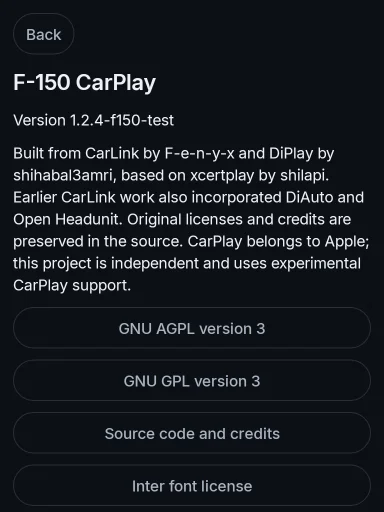 Back
F-150 CarPlay
Version 1.2.4-f150-test
Built from CarLink by F-e-n-y-x and DiPlay by
shihabal3amri, based on xcertplay by shilapi.
Earlier CarLink work also incorporated DiAuto and
Open Headunit. Original licenses and credits are
preserved in the source. CarPlay belongs to Apple;
this project is independent and uses experimental
CarPlay support.
GNU AGPL version 3
GNU GPL version 3
Source code and credits
Inter font license